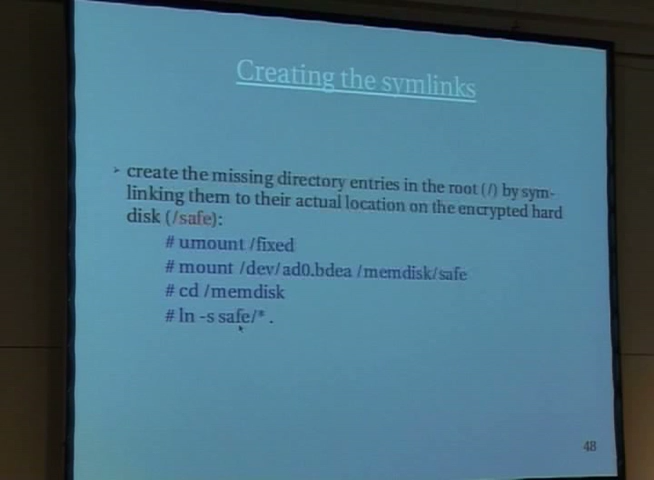 Creating the symlinks
➢ create the missing directory entries in the root (/) by sym-
linking them to their actual location on the encrypted hard
disk (/safe):
# umount /fixed
# mount /dev/ad0.bdea /memdisk/safe
# cd /memdisk
# ln -s safe/* .
48